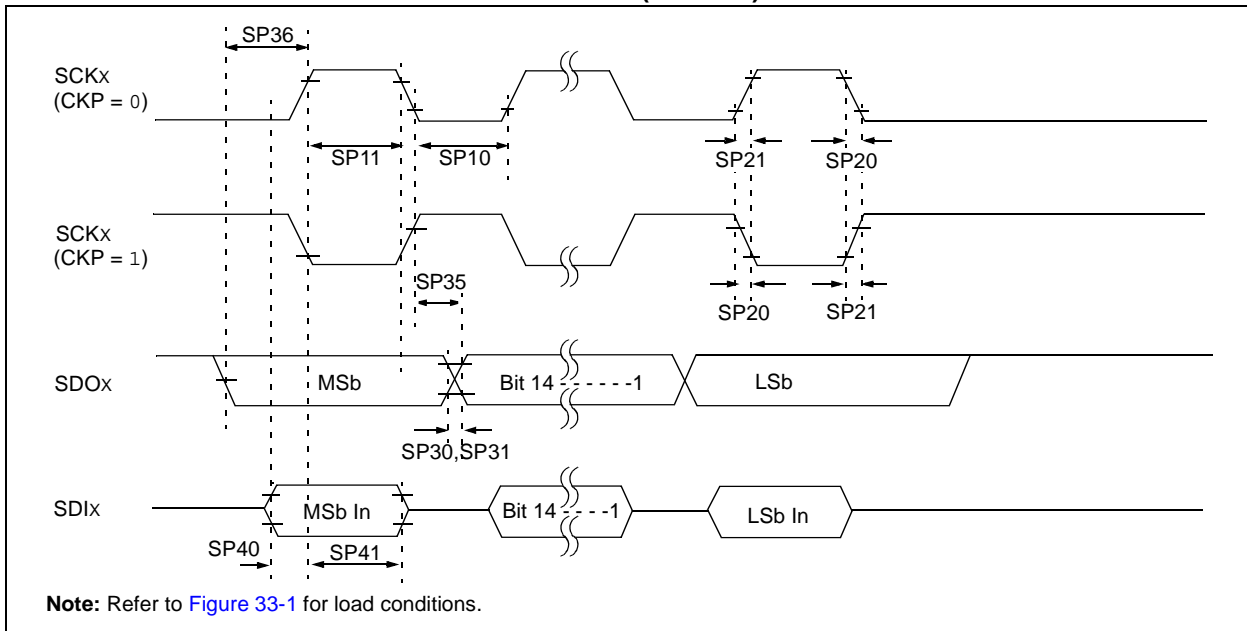 SP36
SCKx
(CKP = 0)
SP11
SP10
SP21
SP20
SCKx
(CKP = 1)
SP35
SP20
SP21
SDOx
MSb
Bit 14 - - - - - -1
LSb
SP30,SP31
SDIx
MSb In
Bit 14 - - - -1
LSb In
SP40
SP41
Note: Refer to Figure 33-1 for load conditions.